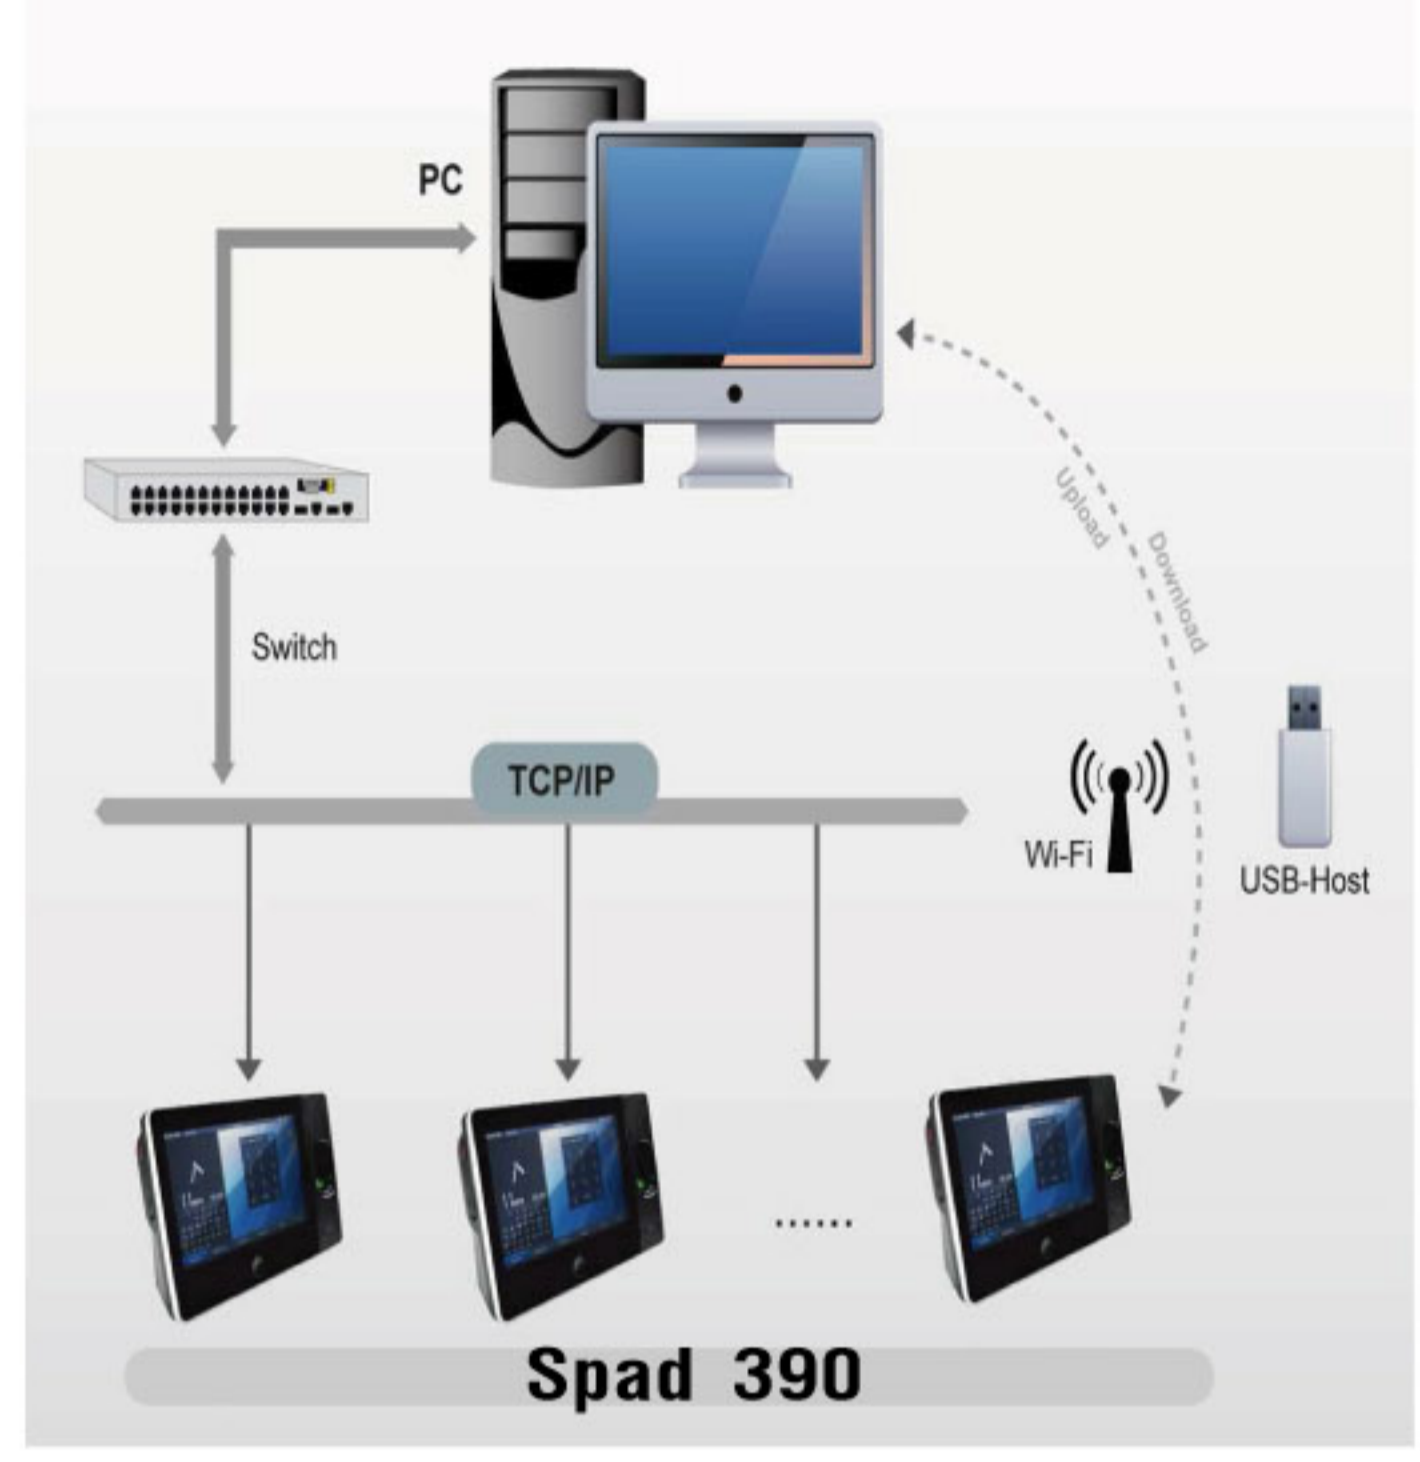 PC
Upload
Download
Switch
TCP/IP
Wi-Fi
USB-Host
......
Spad 390